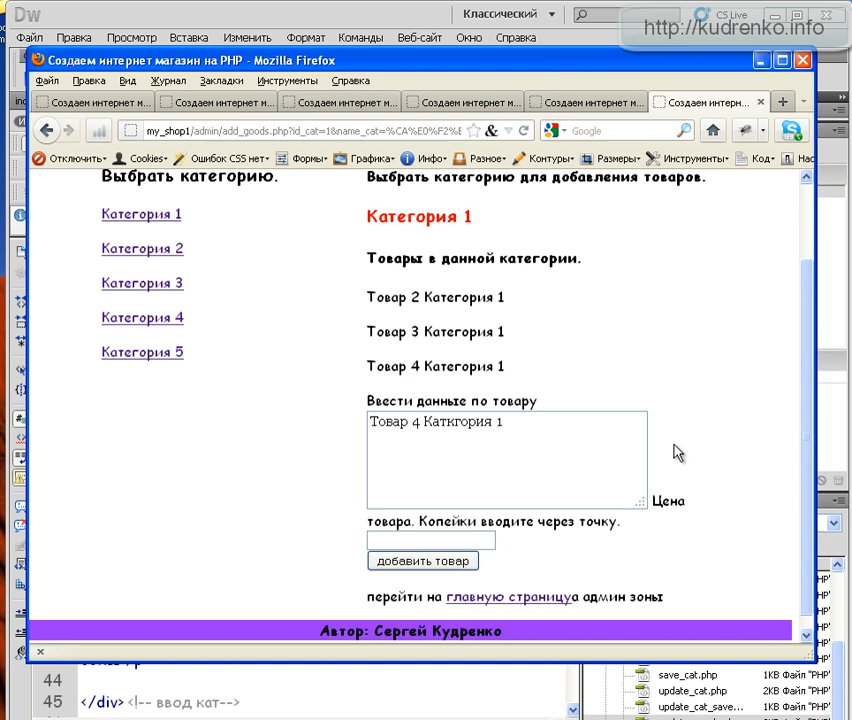 Dw
Классический
CS Live
http://kudrenko.info
Файл Правка Просмотр Вставка Изменить Формат Команды Веб-сайт Окно Справка
Создаем интернет магазин на PHP - Mozilla Firefox
Файл Правка Вид Журнал Закладки Инструменты Справка
Создаем интернет м... Создаем интернет м... Создаем интернет м... Создаем интернет м... Создаем интернет м... Создаем интерн...
my_shop1/admin/add_goods.php?id_cat=1&name_cat=%CA%E0%F2%E
Google
Отключить Cookies Ошибок CSS нет Формы Графика Инфо Разное Контуры Размеры Инструменты Код Нас
Выбрать категорию.
Категория 1
Категория 2
Категория 3
Категория 4
Категория 5
Выбрать категорию для добавления товаров.
Категория 1
Товары в данной категории.
Товар 2 Категория 1
Товар 3 Категория 1
Товар 4 Категория 1
Ввести данные по товару
Товар 4 Каткгория 1
Цена
товара. Копейки вводите через точку.
добавить товар
перейти на главную страницуа админ зоны
Автор: Сергей Кудренко
44
45 </div><!-- ввод кат-->
save_cat.php 1KB Файл "PHP"
update_cat.php 2KB Файл "PHP"
update_cat_save... 1KB Файл "PHP"